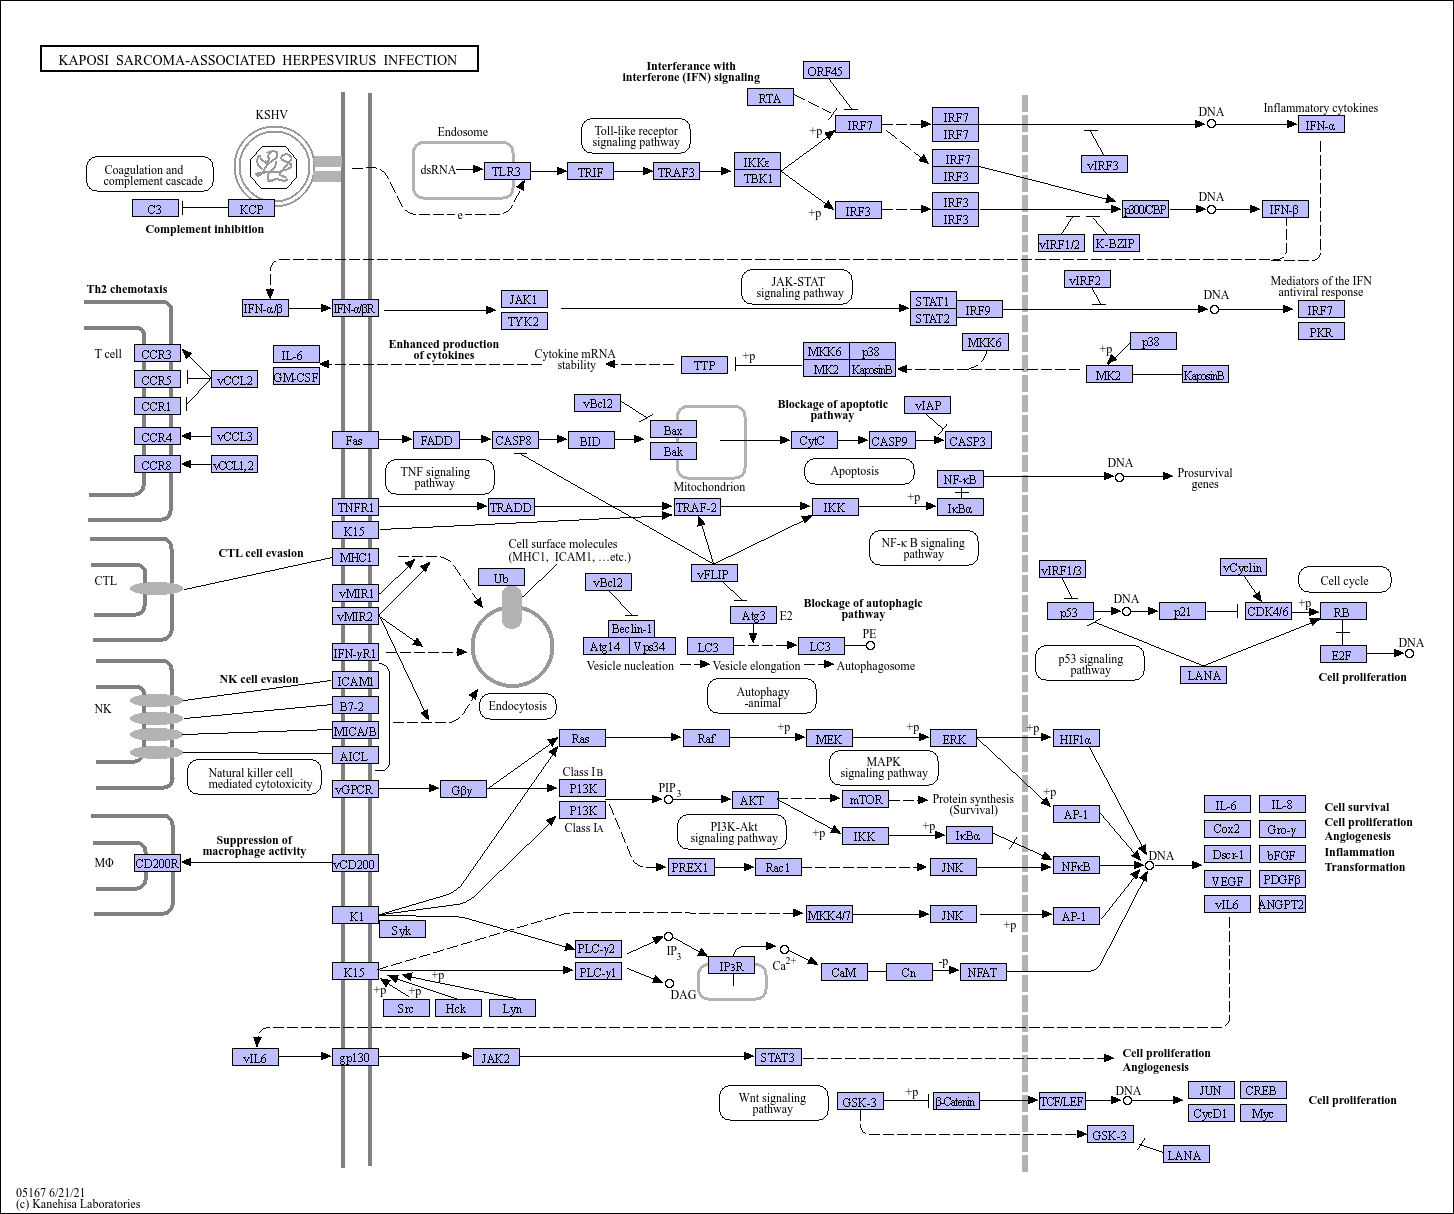 KAPOSI SARCOMA-ASSOCIATED HERPESVIRUS INFECTION
Interferance with
interferone (IFN) signaling
ORF45
RTA
KSHV
Endosome
Toll-like receptor
signaling pathway
+p
IRF7
IRF7
IRF7
DNA
Inflammatory cytokines
IFN-α
Coagulation and
complement cascade
dsRNA
TLR3
TRIF
TRAF3
IKKε
TBK1
IRF7
IRF3
vIRF3
C3
KCP
Complement inhibition
e
+p
IRF3
IRF3
IRF3
p300/CBP
DNA
IFN-β
vIRF1/2
K-BZIP
Th2 chemotaxis
JAK-STAT
signaling pathway
vIRF2
Mediators of the IFN
antiviral response
IFN-α/β
IFN-α/βR
JAK1
TYK2
STAT1
STAT2
IRF9
DNA
IRF7
PKR
T cell
CCR3
CCR5
CCR1
CCR4
CCR8
vCCL2
vCCL3
vCCL1,2
IL-6
GM-CSF
Enhanced production
of cytokines
Cytokine mRNA
stability
TTP
+p
MKK6
p38
MK2
KaposinB
MKK6
+p
p38
MK2
KaposinB
vBcl2
Blockage of apoptotic
pathway
vIAP
Fas
FADD
CASP8
BID
Bax
Bak
CytC
CASP9
CASP3
TNF signaling
pathway
Mitochondrion
Apoptosis
NF-κB
DNA
Prosurvival
genes
TNFR1
TRADD
TRAF-2
IKK
+p
IκBα
K15
NF-κ B signaling
pathway
CTL cell evasion
MHC1
Cell surface molecules
(MHC1, ICAM1, …etc.)
CTL
vMIR1
vMIR2
Ub
vBcl2
vFLIP
Blockage of autophagic
pathway
vIRF1/3
vCyclin
Cell cycle
Atg3
E2
p53
DNA
p21
CDK4/6
+p
RB
Beclin-1
Atg14
Vps34
LC3
LC3
PE
E2F
DNA
IFN-γR1
Vesicle nucleation
Vesicle elongation
Autophagosome
p53 signaling
pathway
LANA
Cell proliferation
NK cell evasion
ICAM1
NK
B7-2
MICA/B
AICL
Endocytosis
Autophagy
-animal
Natural killer cell
mediated cytotoxicity
Ras
Raf
+p
MEK
+p
ERK
+p
HIF1α
MAPK
signaling pathway
vGPCR
Gβγ
Class IB
P13K
P13K
Class IA
PIP3
AKT
mTOR
Protein synthesis
(Survival)
+p
AP-1
IL-6
IL-8
Cell survival
Cox2
Gro-γ
Cell proliferation
Angiogenesis
PI3K-Akt
signaling pathway
+p
IKK
+p
IκBα
Suppression of
macrophage activity
MΦ
CD200R
vCD200
PREX1
Rac1
JNK
NFκB
DNA
Dscr-1
bFGF
Inflammation
VEGF
PDGFβ
Transformation
vIL6
ANGPT2
K1
Syk
MKK4/7
JNK
+p
AP-1
PLC-γ2
IP3
IP3R
Ca2+
K15
+p
+p
+p
PLC-γ1
DAG
CaM
Cn
-p
NFAT
Src
Hck
Lyn
vIL6
gp130
JAK2
STAT3
Cell proliferation
Angiogenesis
Wnt signaling
pathway
GSK-3
+p
β-Catenin
TCF/LEF
DNA
JUN
CREB
CycD1
Myc
Cell proliferation
GSK-3
LANA
05167 6/21/21
(c) Kanehisa Laboratories